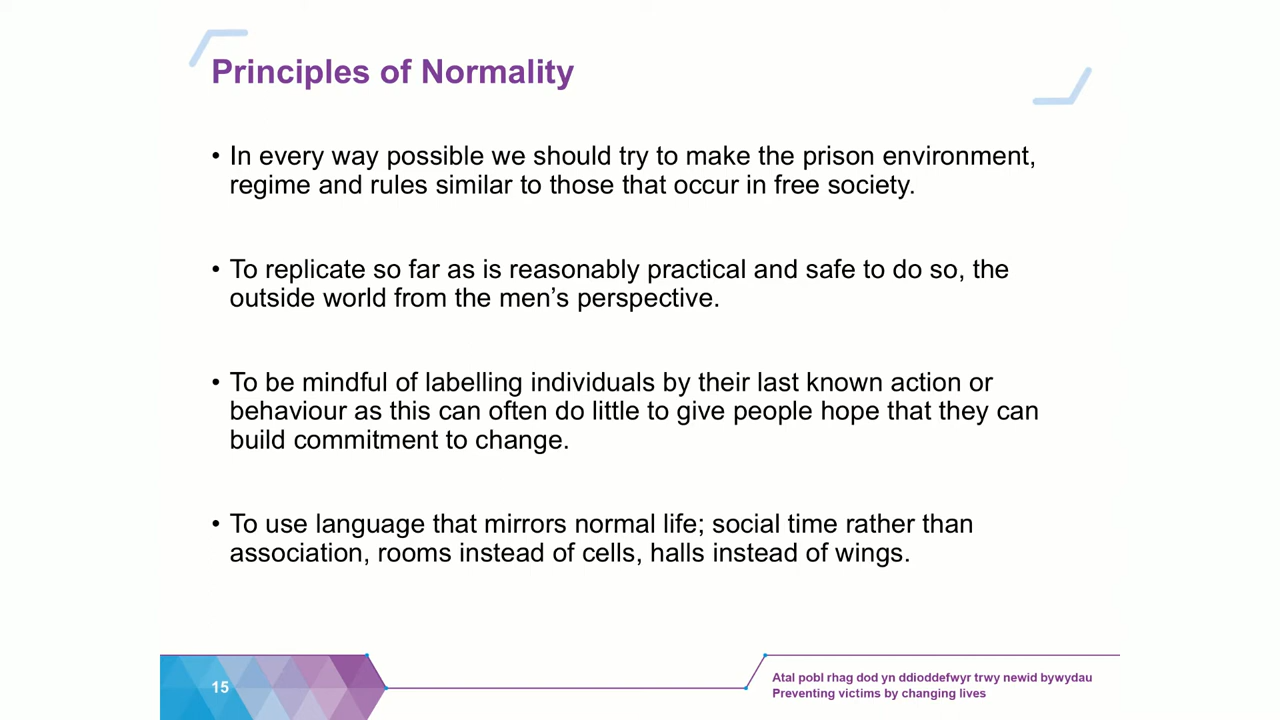 Principles of Normality
• In every way possible we should try to make the prison environment,
regime and rules similar to those that occur in free society.
• To replicate so far as is reasonably practical and safe to do so, the
outside world from the men’s perspective.
• To be mindful of labelling individuals by their last known action or
behaviour as this can often do little to give people hope that they can
build commitment to change.
• To use language that mirrors normal life; social time rather than
association, rooms instead of cells, halls instead of wings.
15
Atal pobl rhag dod yn ddioddefwyr trwy newid bywydau
Preventing victims by changing lives